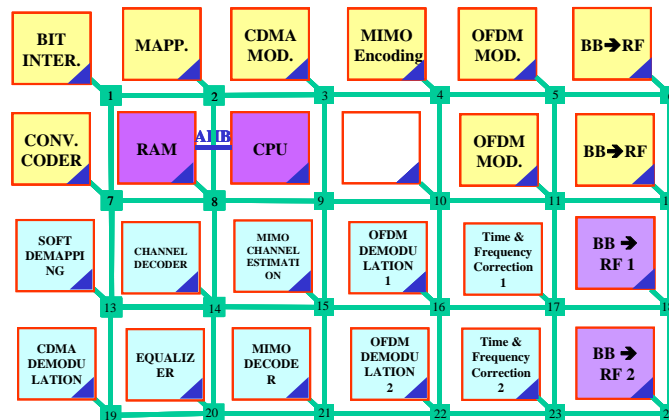 BIT
INTER.
MAPP.
CDMA
MOD.
MIMO
Encoding
OFDM
MOD.
BB➔RF
1
2
3
4
5
CONV.
CODER
RAM
AHB
CPU
OFDM
MOD.
BB➔RF
7
8
9
10
11
SOFT
DEMAPPI
NG
CHANNEL
DECODER
MIMO
CHANNEL
ESTIMATI
ON
OFDM
DEMODU
LATION
1
Time &
Frequency
Correction
1
BB ➔
RF 1
13
14
15
16
17
CDMA
DEMODU
LATION
EQUALIZ
ER
MIMO
DECODE
R
OFDM
DEMODU
LATION
2
Time &
Frequency
Correction
2
BB ➔
RF 2
19
20
21
22
23